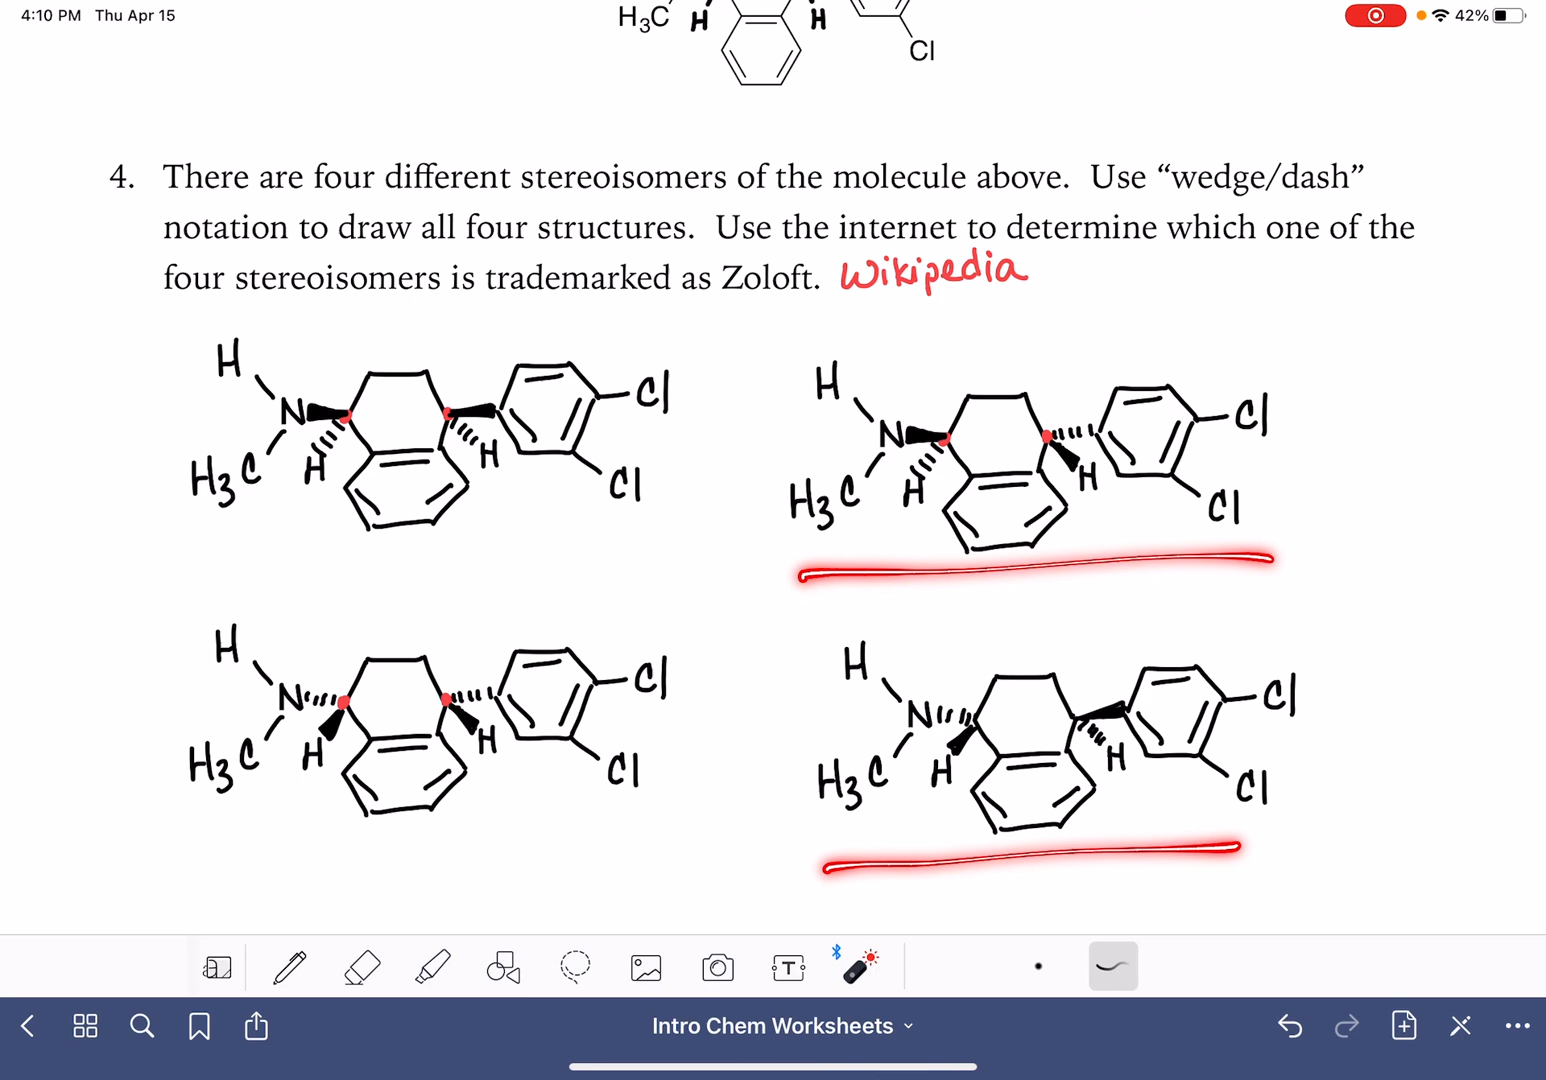 4:10 PM Thu Apr 15
42%
H₃C H H
Cl
4. There are four different stereoisomers of the molecule above. Use “wedge/dash”
notation to draw all four structures. Use the internet to determine which one of the
four stereoisomers is trademarked as Zoloft. Wikipedia
H
N Cl
H₃C H H Cl
H
N Cl
H₃C H H Cl
H
N Cl
H₃C H H Cl
H
N Cl
H₃C H H Cl
a T
Intro Chem Worksheets